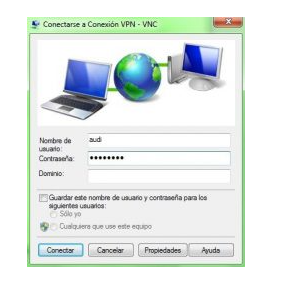 Conectarse a Conexión VPN - VNC
Nombre de
usuario:
audi
Contraseña:
••••••••
Dominio:
Guardar este nombre de usuario y contraseña para los
siguientes usuarios:
Sólo yo
Cualquiera que use este equipo
Conectar
Cancelar
Propiedades
Ayuda